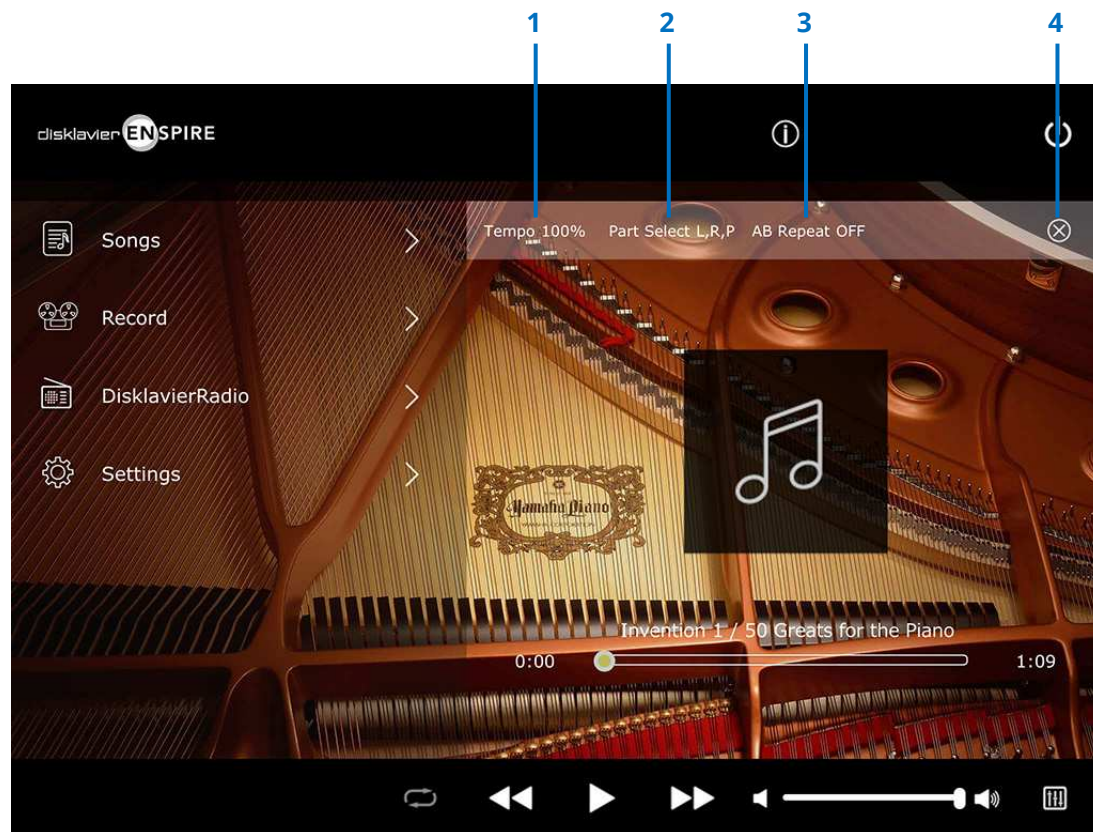 1 2 3 4
disklavier ENSPIRE
Songs
Tempo 100% Part Select L,R,P AB Repeat OFF
Record
DisklavierRadio
Settings
Yamaha Piano
Invention 1 / 50 Greats for the Piano
0:00 1:09